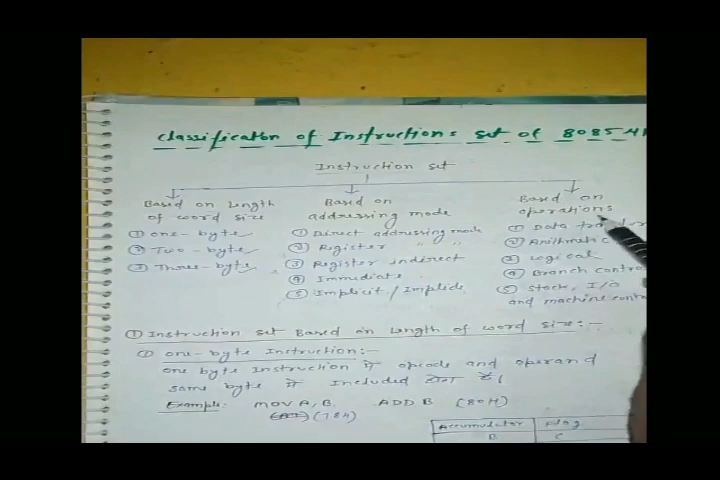 Classification of Instructions set of 8085 µ
Instruction set
Based on Length
of word size
① one-byte
② Two-byte
③ Three-byte
Based on
addressing mode
① Direct addressing mode
② Register " "
③ Register indirect
④ Immediate
⑤ Implicit / Implide
Based on
operations
① Data
② Arithmatic
③ Logical
④ Branch contro
⑤ Stack, I/O
and machine conto
① Instruction set Based on Length of word size:-
① one-byte Instruction:-
one byte Instruction में opcode and operand
same byte में Included होता है।
Example: MOV A, B ADD B (80H)
(78H)
Accumulator Flag
B C